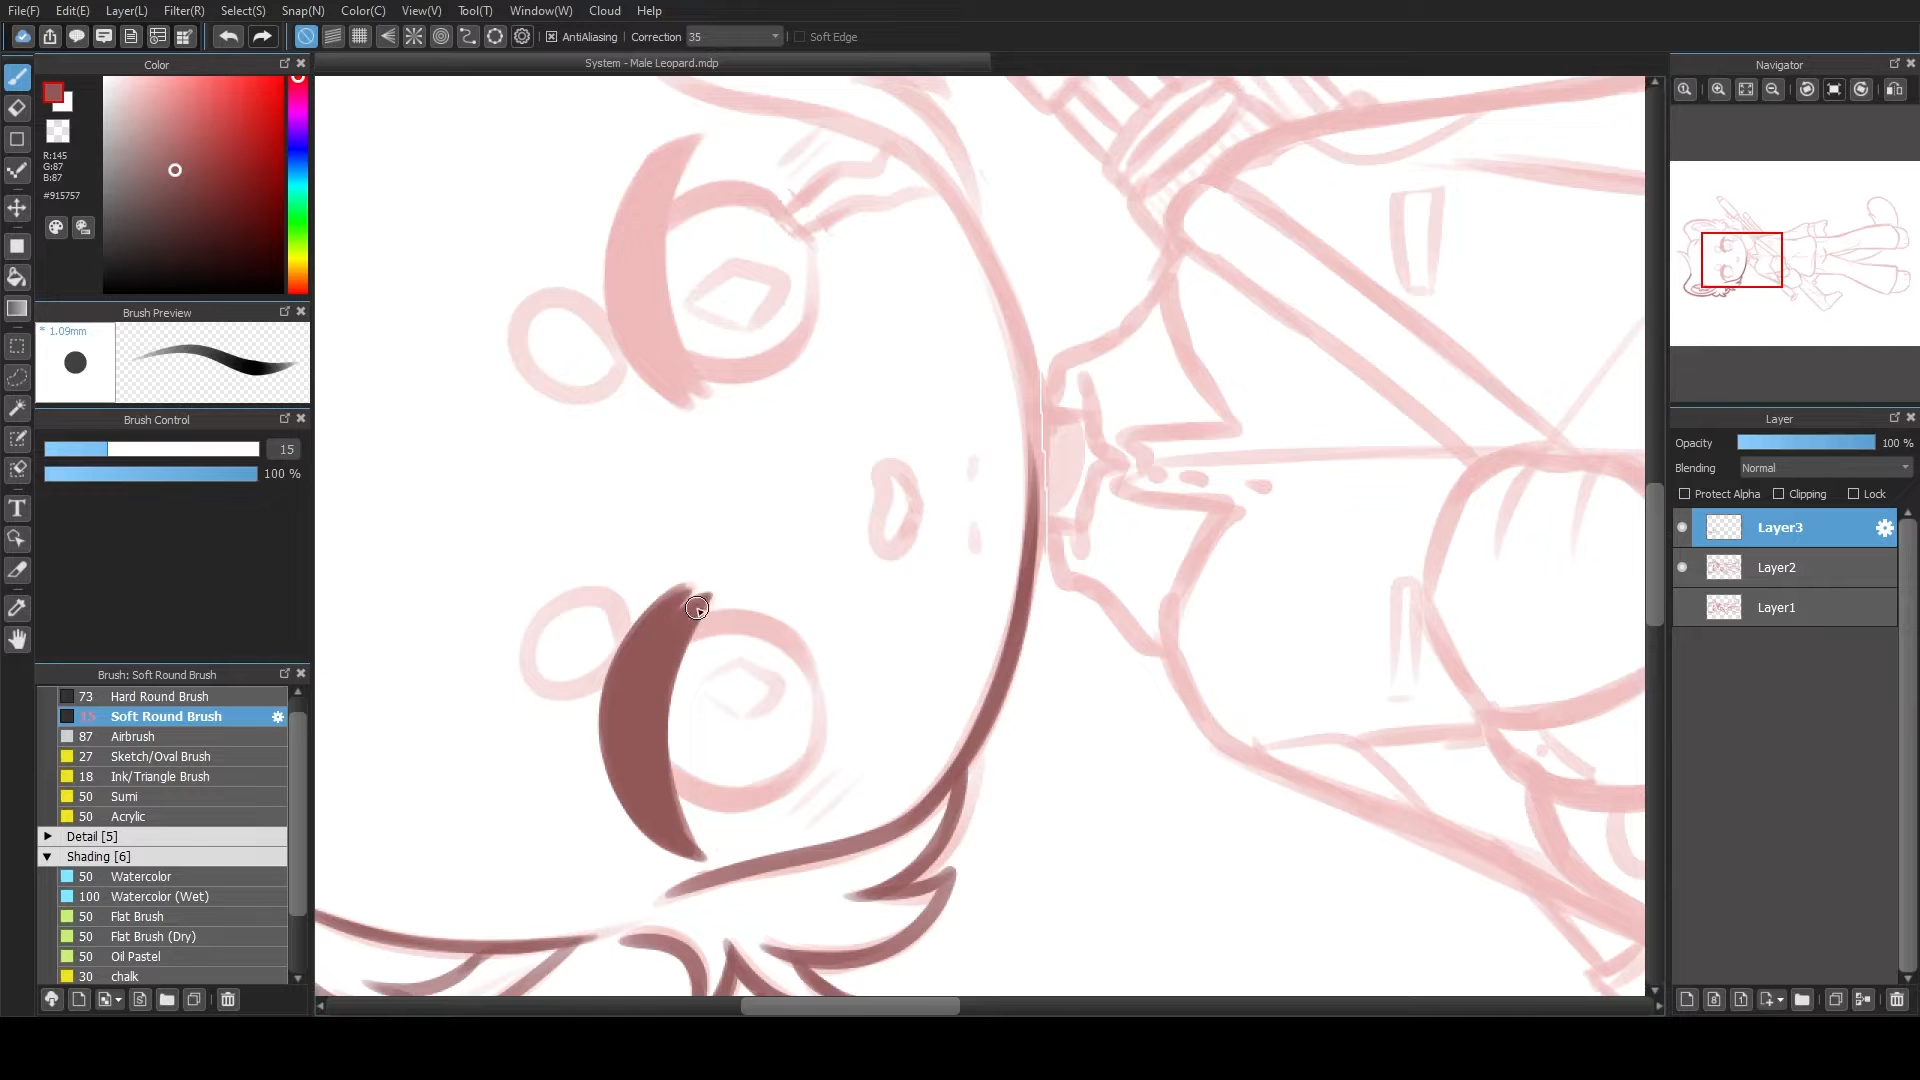 File(F) Edit(E) Layer(L) Filter(R) Select(S) Snap(N) Color(C) View(V) Tool(T) Window(W) Cloud Help
AntiAliasing Correction 35 Soft Edge
Color
System - Male Leopard.mdp
Navigator
R:145
G:87
B:87
#915757
Brush Preview
* 1.09mm
Brush Control
15
100 %
Brush: Soft Round Brush
73 Hard Round Brush
15 Soft Round Brush
87 Airbrush
27 Sketch/Oval Brush
18 Ink/Triangle Brush
50 Sumi
50 Acrylic
Detail [5]
Shading [6]
50 Watercolor
100 Watercolor (Wet)
50 Flat Brush
50 Flat Brush (Dry)
50 Oil Pastel
30 chalk
Layer
Opacity 100 %
Blending Normal
Protect Alpha Clipping Lock
Layer3
Layer2
Layer1